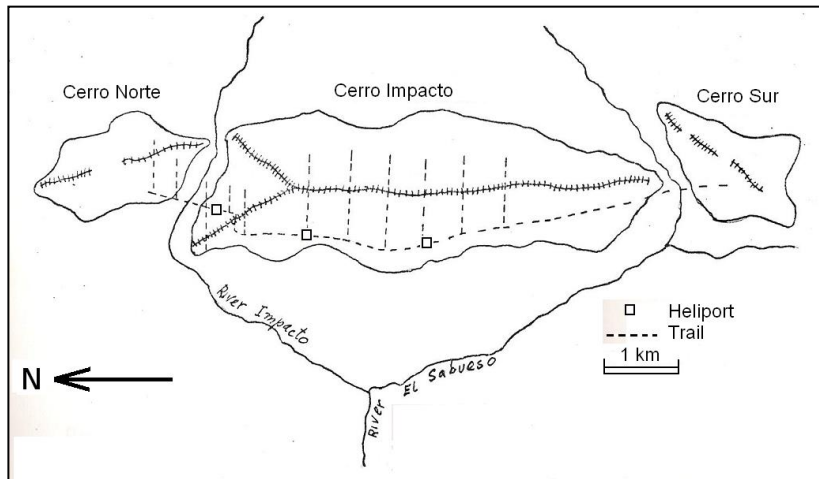 Cerro Norte
Cerro Impacto
Cerro Sur
River Impacto
River El Sabueso
Heliport
Trail
1 km
N